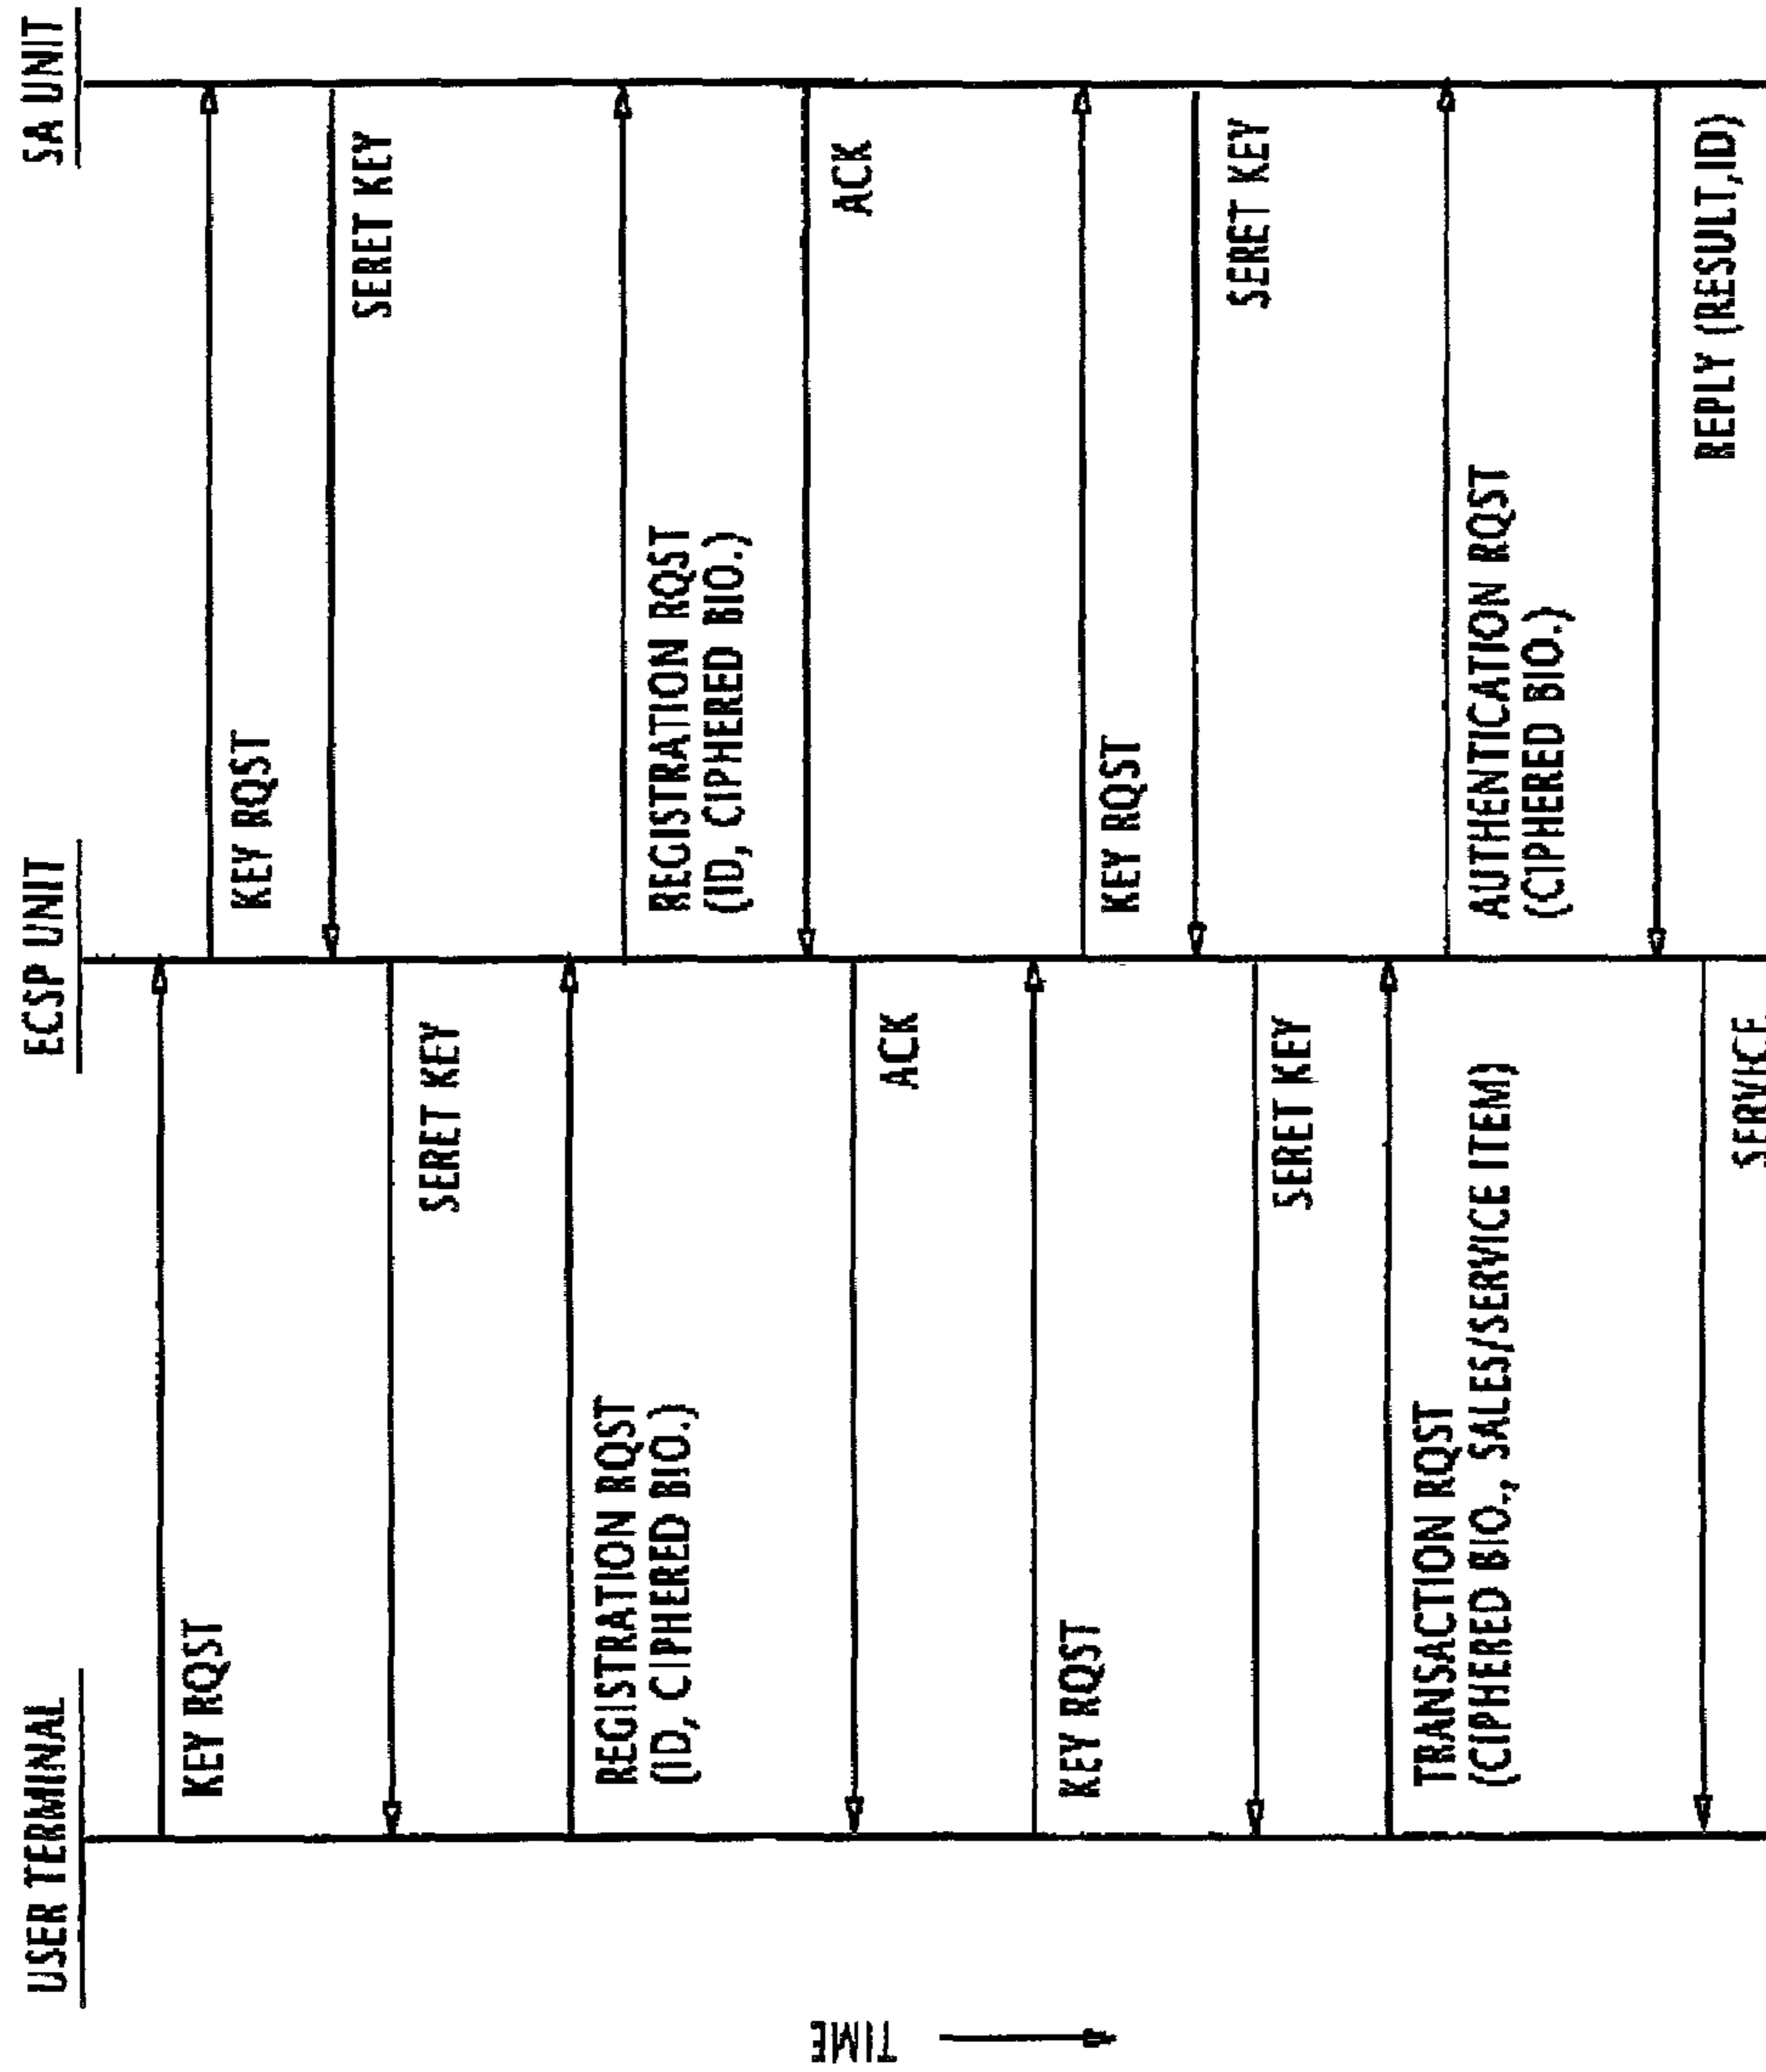 USER TERMINAL
ECSP UNIT
SA UNIT
KEY RQST
KEY RQST
SERET KEY
SERET KEY
REGISTRATION RQST
(ID, CIPHERED BIO.)
REGISTRATION RQST
(ID, CIPHERED BIO.)
ACK
ACK
KEY RQST
KEY RQST
SERET KEY
SERET KEY
TRANSACTION RQST
(CIPHERED BIO., SALES/SERVICE ITEM)
AUTHENTICATION RQST
(CIPHERED BIO.)
REPLY (RESULT,ID)
SERVICE
TIME